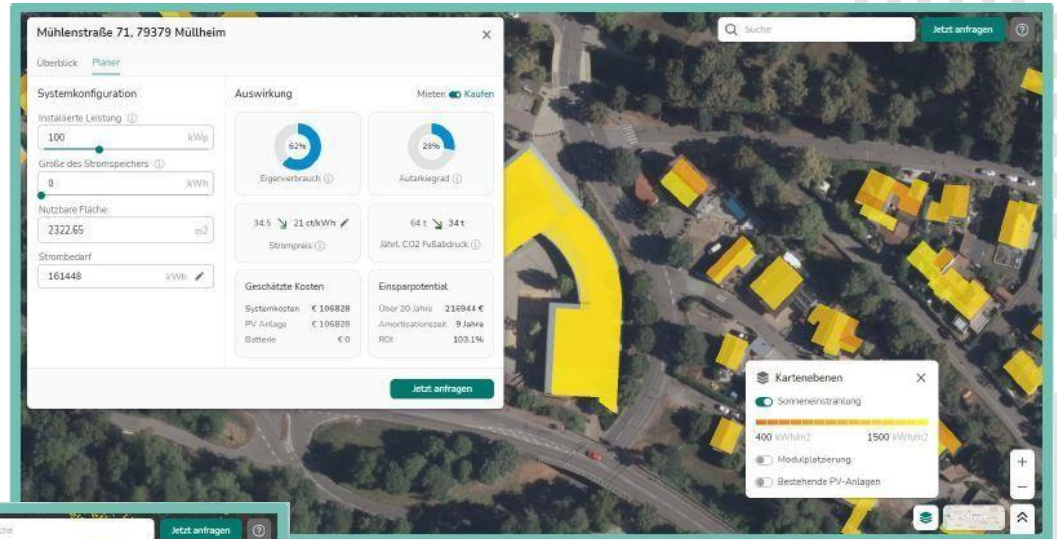 Mühlenstraße 71, 79379 Müllheim
Überblick Planer
Systemkonfiguration
Installierte Leistung
100 kWp
Größe des Stromspeichers
0 kWh
Nutzbare Fläche
2322.65 m2
Strombedarf
161448 kWh
Auswirkung Mieten Kaufen
62%
Eigenverbrauch
28%
Autarkiegrad
34.5 21 ct/kWh
Strompreis
64 t 34 t
Jährl. CO2 Fußabdruck
Geschätzte Kosten
Systemkosten € 106828
PV Anlage € 106828
Batterie € 0
Einsparpotential
Über 20 Jahre 216944 €
Amortisationszeit 9 Jahre
ROI 103.1%
Jetzt anfragen
Suche Jetzt anfragen ?
Kartenebenen
Sonneneinstrahlung
400 kWh/m2 1500 kWh/m2
Modulplatzierung
Bestehende PV-Anlagen
+
−
Jetzt anfragen ?